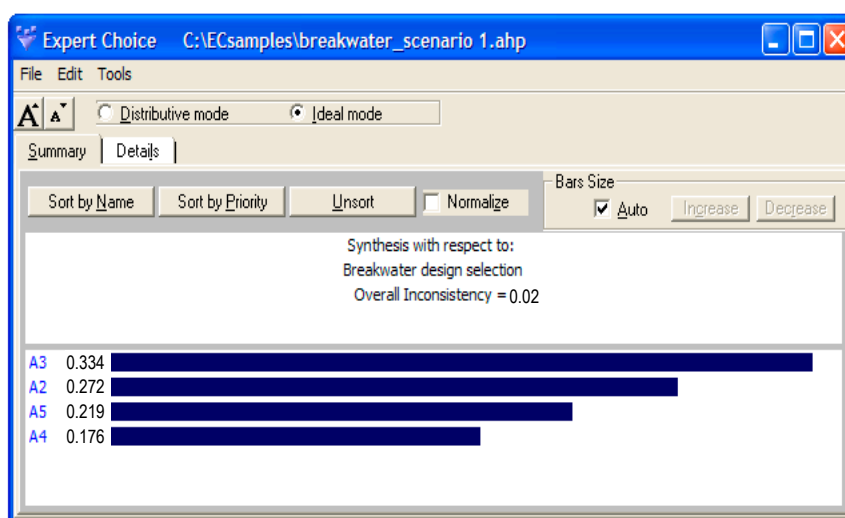 Expert Choice C:\ECsamples\breakwater_scenario 1.ahp
File Edit Tools
A A Distributive mode Ideal mode
Summary Details
Sort by Name Sort by Priority Unsort Normalize Bars Size
Auto Increase Decrease
Synthesis with respect to:
Breakwater design selection
Overall Inconsistency = 0.02
A3 0.334
A2 0.272
A5 0.219
A4 0.176